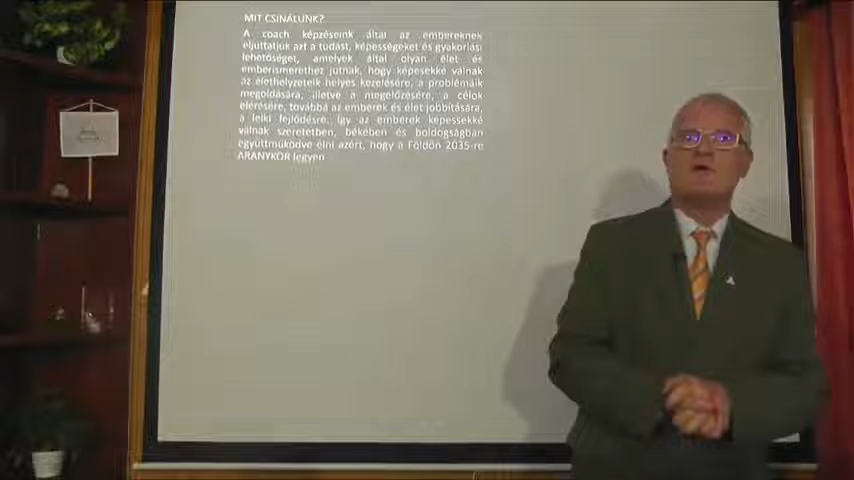 MIT CSINÁLUNK?
A coach képzéseink által az embereknek
eljuttatjuk azt a tudást, képességeket és gyakorlási
lehetőséget, amelyek által olyan élet és
emberismerethez jutnak, hogy képesekké válnak
az élethelyzeteik helyes kezelésére, a problémáik
megoldására, illetve a megelőzésére, a célok
elérésére, továbbá az emberek és élet jobbítására,
a lelki fejlődésre. Így az emberek képessekké
válnak szeretetben, békében és boldogságban
együttműködve élni azért, hogy a Földön 2035-re
ARANYKOR legyen